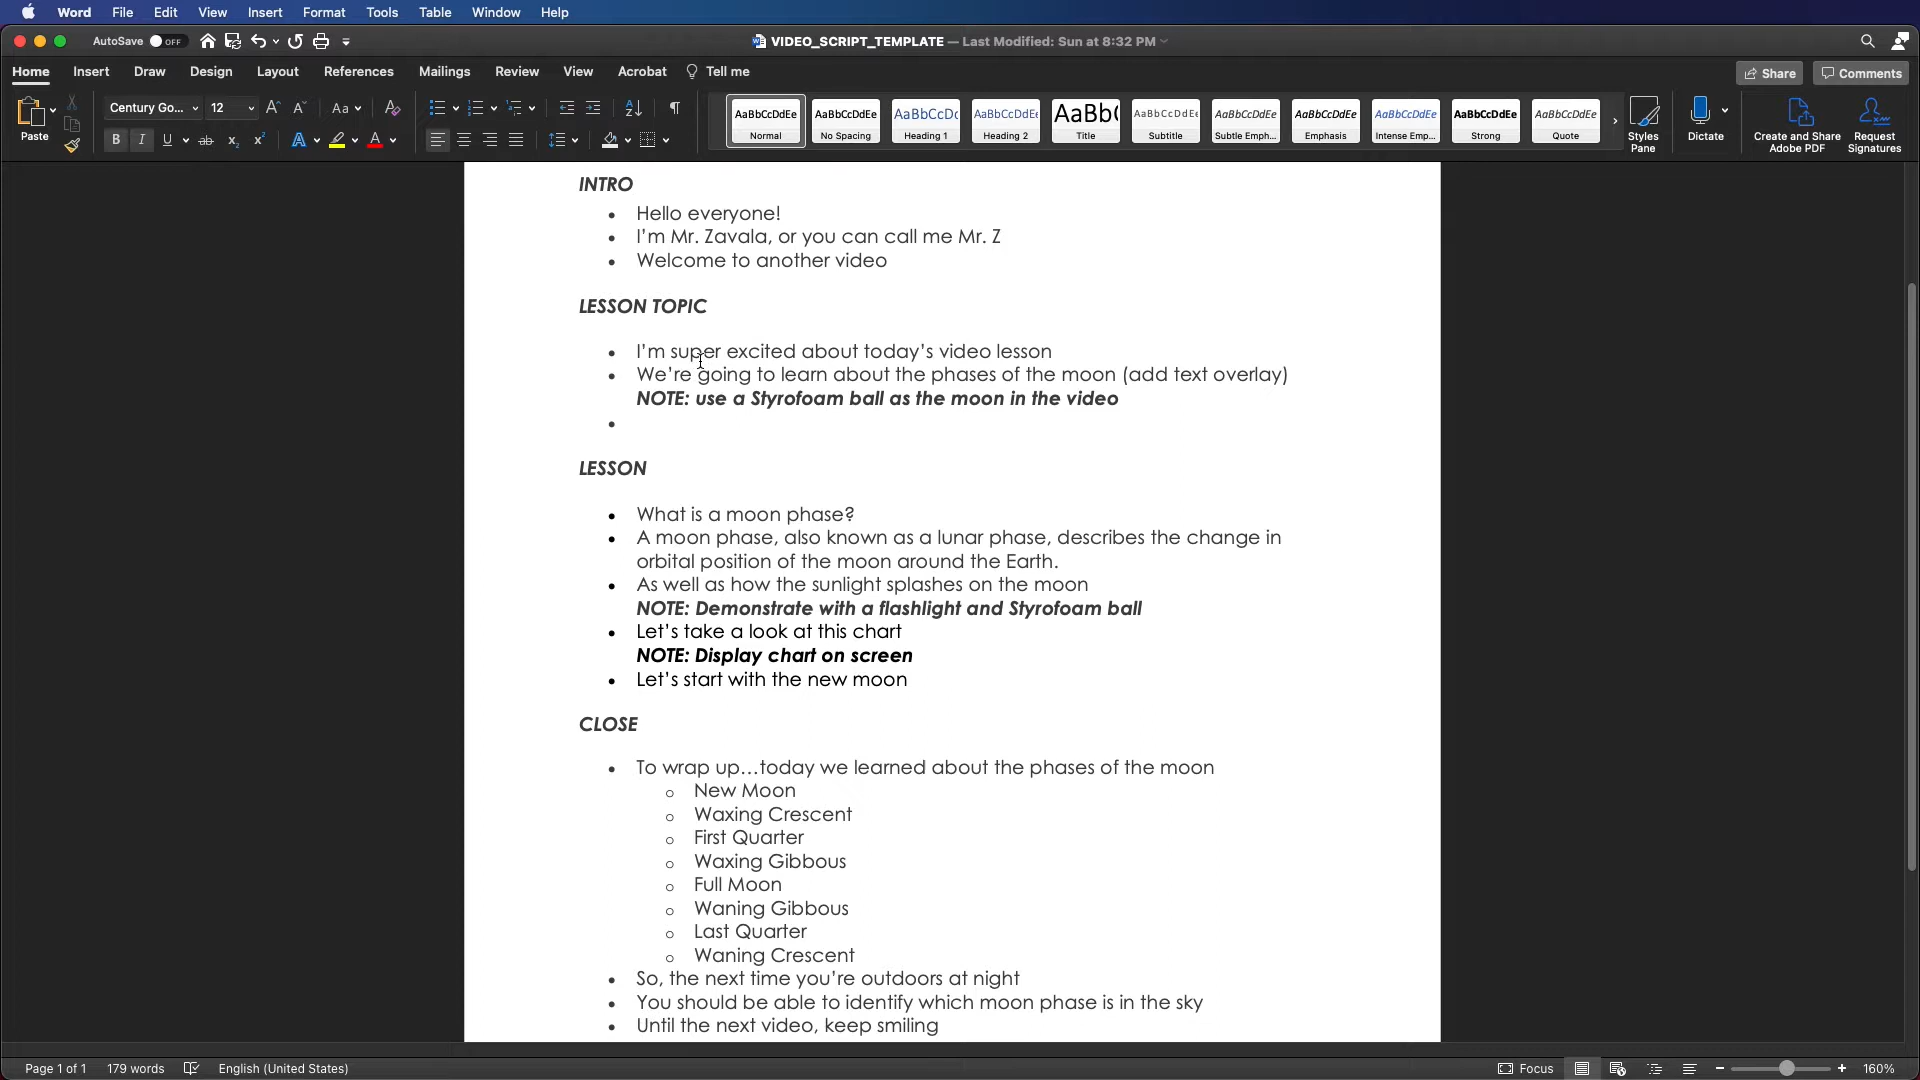 Word File Edit View Insert Format Tools Table Window Help
AutoSave OFF VIDEO_SCRIPT_TEMPLATE — Last Modified: Sun at 8:32 PM
Home Insert Draw Design Layout References Mailings Review View Acrobat Tell me Share Comments
Paste Century Go... 12 Aa
AaBbCcDdEe AaBbCcDdEe AaBbCcDc AaBbCcDdE AaBb( AaBbCcDdEe AaBbCcDdEe AaBbCcDdEe AaBbCcDdEe AaBbCcDdEe AaBbCcDdEe
Normal No Spacing Heading 1 Heading 2 Title Subtitle Subtle Emph... Emphasis Intense Emp... Strong Quote
Styles Pane Dictate Create and Share Adobe PDF Request Signatures
INTRO
• Hello everyone!
• I’m Mr. Zavala, or you can call me Mr. Z
• Welcome to another video
LESSON TOPIC
• I’m super excited about today’s video lesson
• We’re going to learn about the phases of the moon (add text overlay)
NOTE: use a Styrofoam ball as the moon in the video
•
LESSON
• What is a moon phase?
• A moon phase, also known as a lunar phase, describes the change in
orbital position of the moon around the Earth.
• As well as how the sunlight splashes on the moon
NOTE: Demonstrate with a flashlight and Styrofoam ball
• Let’s take a look at this chart
NOTE: Display chart on screen
• Let’s start with the new moon
CLOSE
• To wrap up…today we learned about the phases of the moon
o New Moon
o Waxing Crescent
o First Quarter
o Waxing Gibbous
o Full Moon
o Waning Gibbous
o Last Quarter
o Waning Crescent
• So, the next time you’re outdoors at night
• You should be able to identify which moon phase is in the sky
• Until the next video, keep smiling
Page 1 of 1 179 words English (United States) Focus 160%